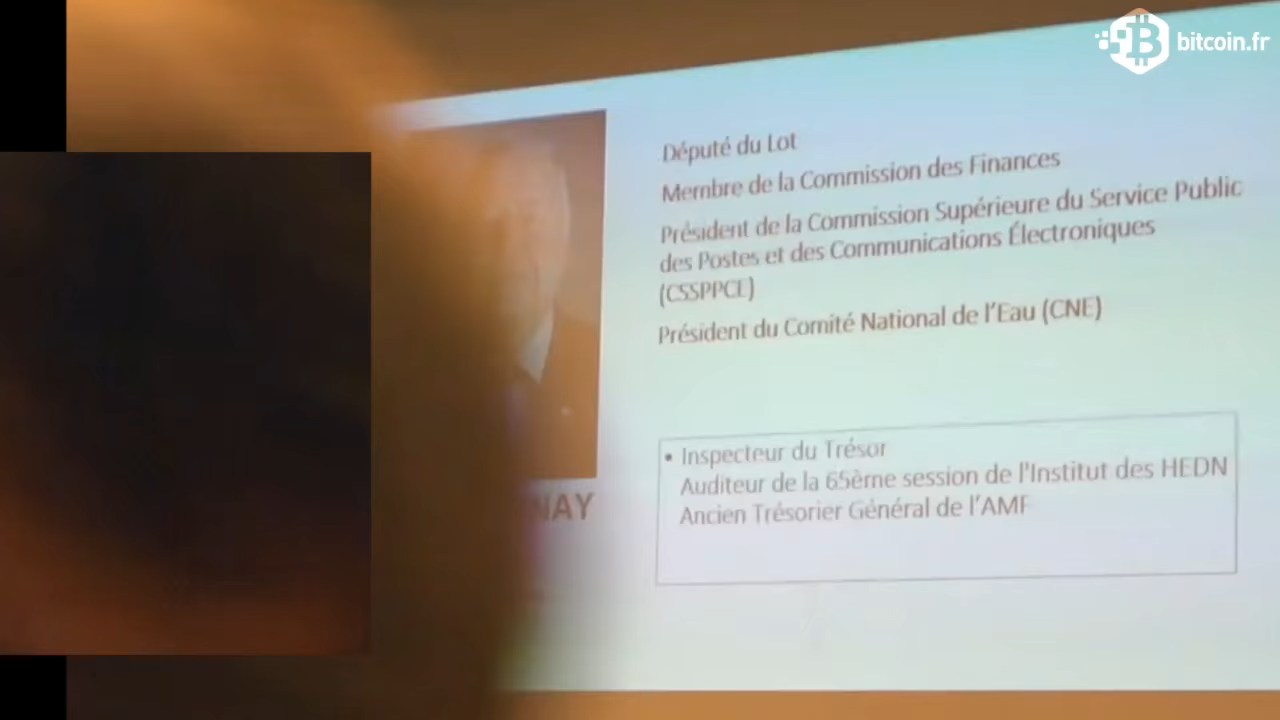 bitcoin.fr
Député du Lot
Membre de la Commission des Finances
Président de la Commission Supérieure du Service Public
des Postes et des Communications Électroniques
(CSSPPCE)
Président du Comité National de l'Eau (CNE)
• Inspecteur du Trésor
Auditeur de la 65ème session de l'Institut des HEDN
Ancien Trésorier Général de l'AMF
NAY